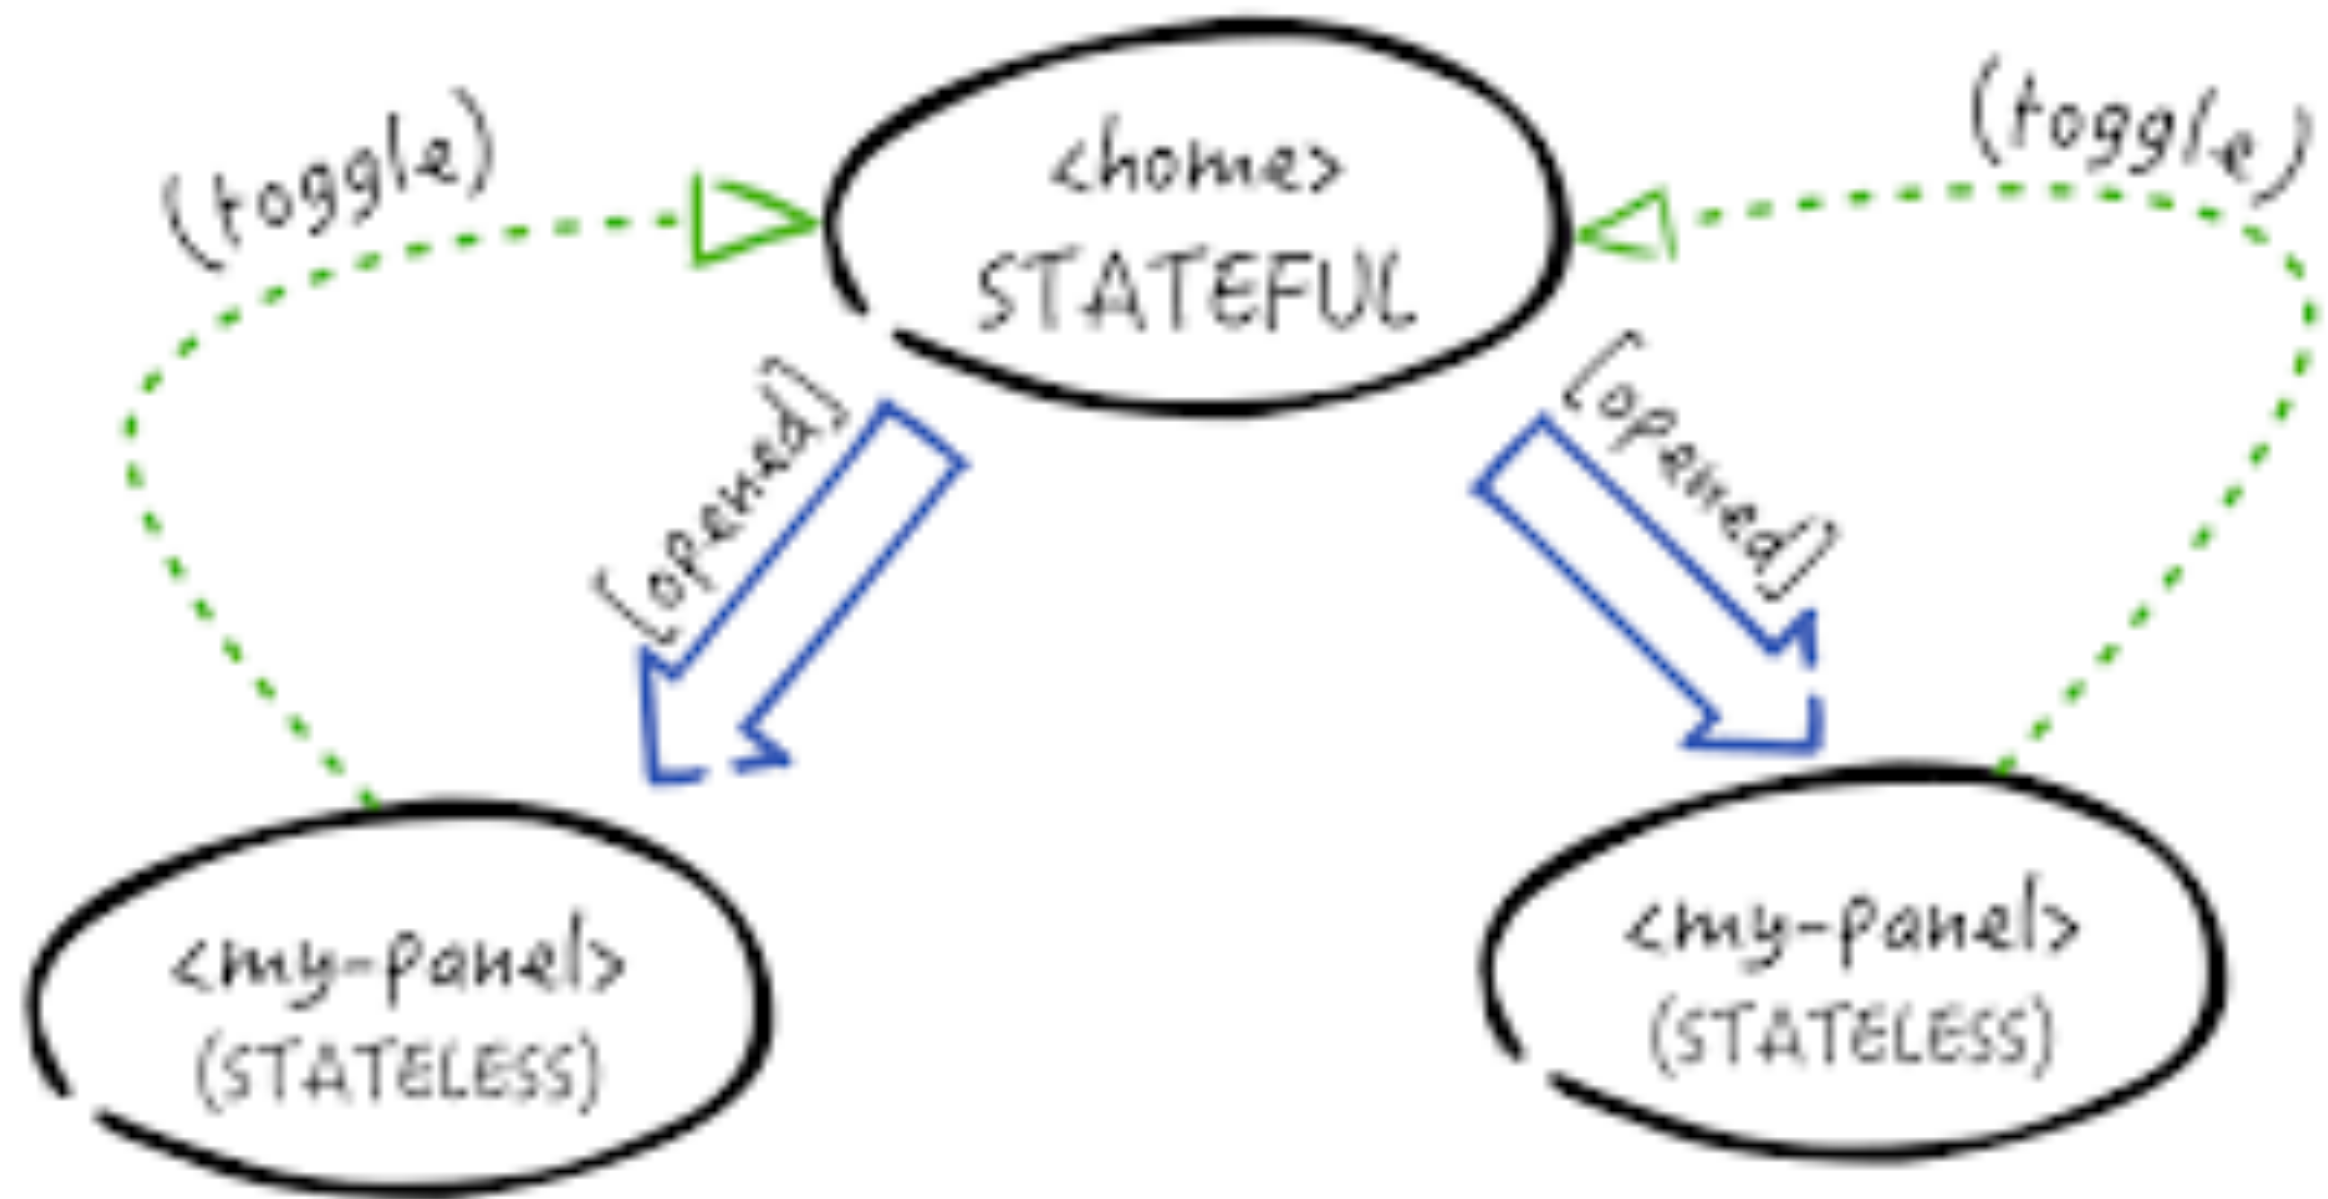 (toggle)
<home>
STATEFUL
(toggle)
[opened]
[opened]
<my-panel>
(STATELESS)
<my-panel>
(STATELESS)